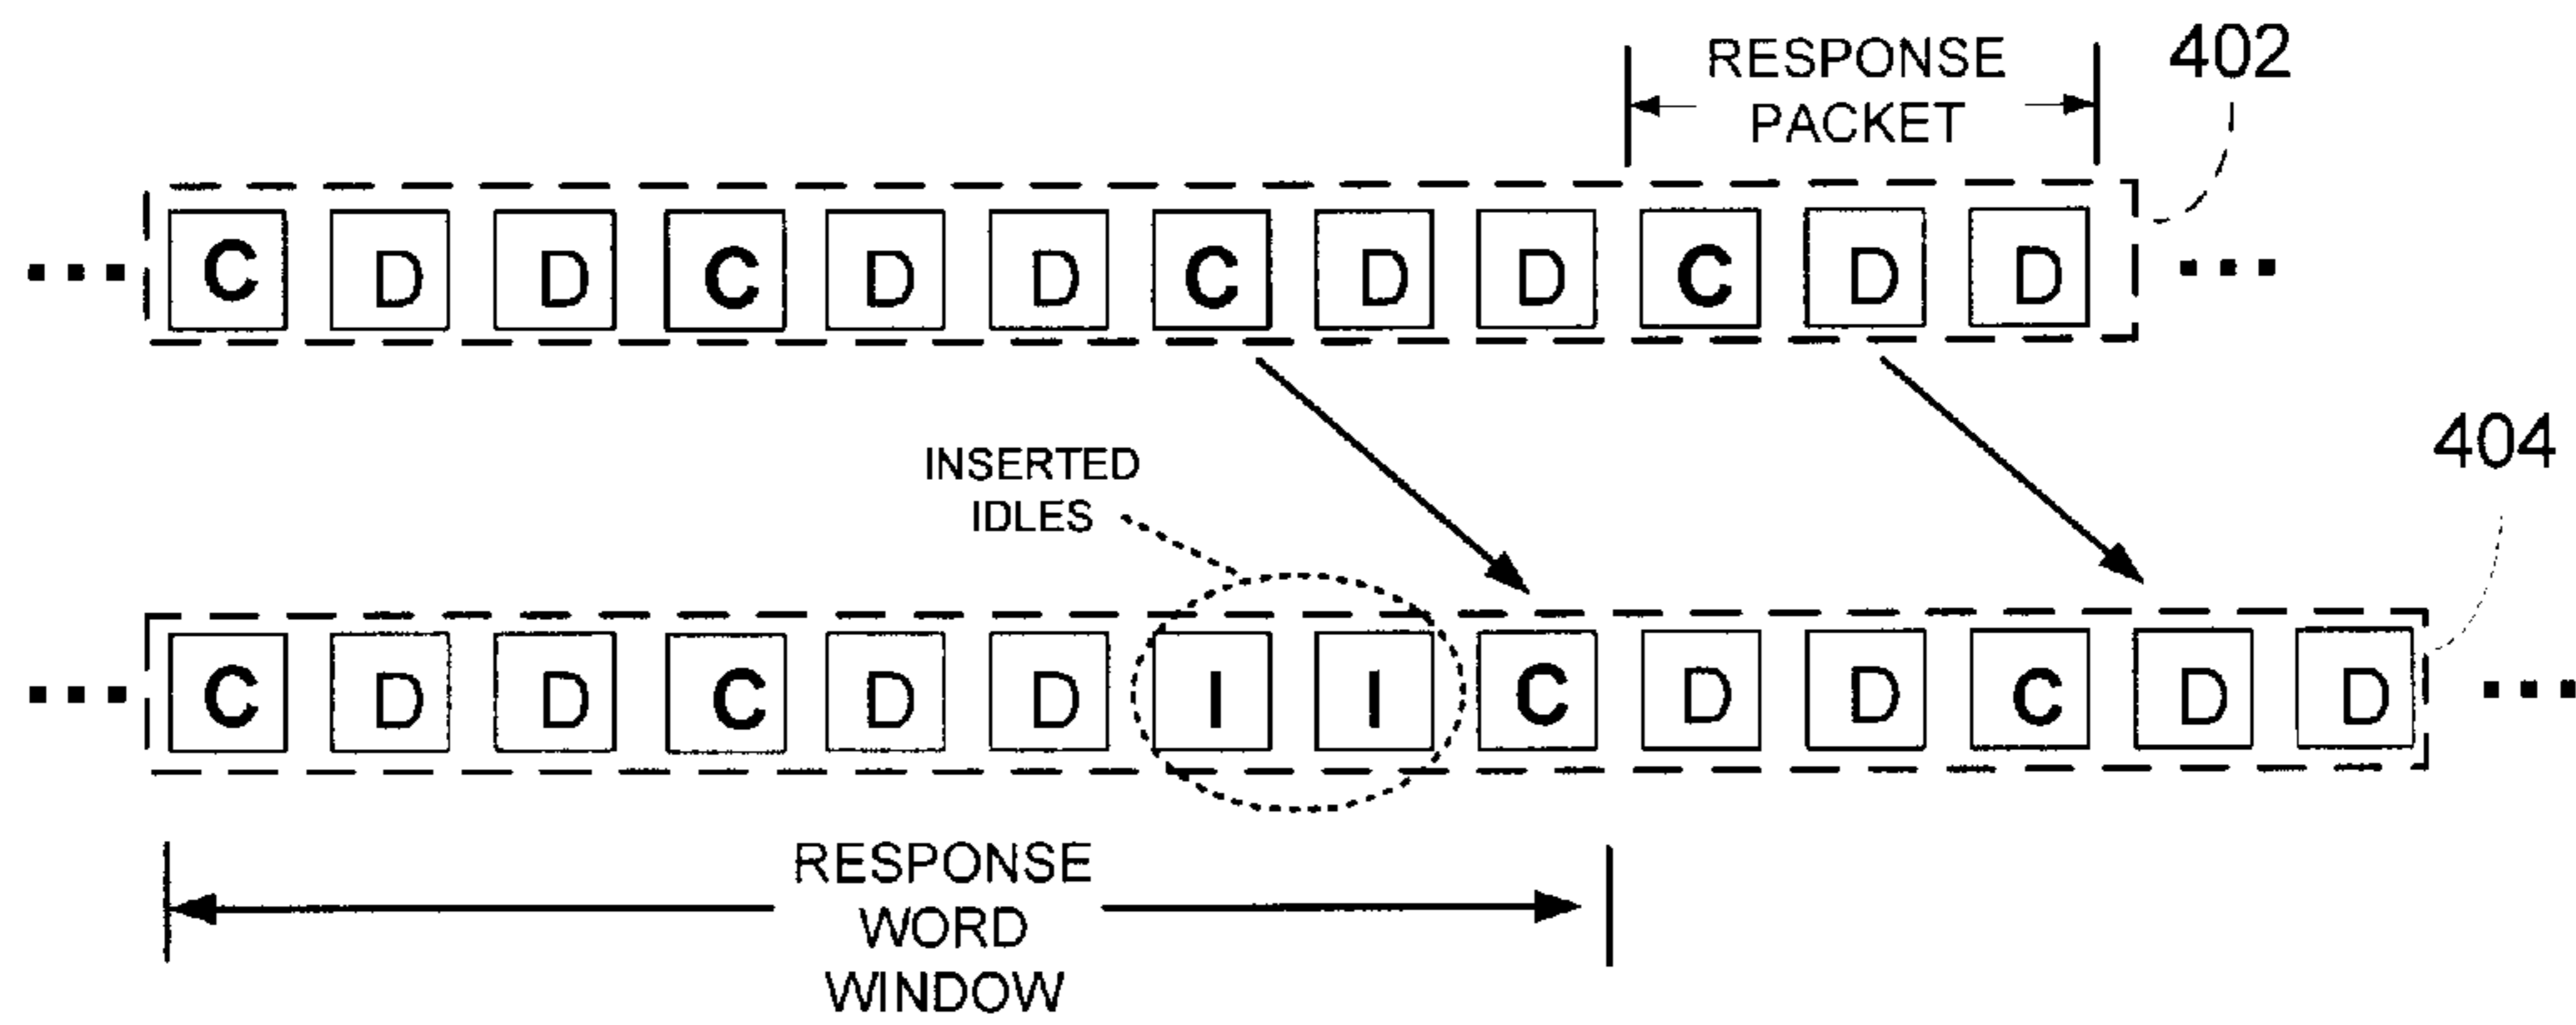 RESPONSE
PACKET
402
... C D D C D D C D D C D D ...
INSERTED
IDLES
404
... C D D C D D I I C D D C D D ...
RESPONSE
WORD
WINDOW